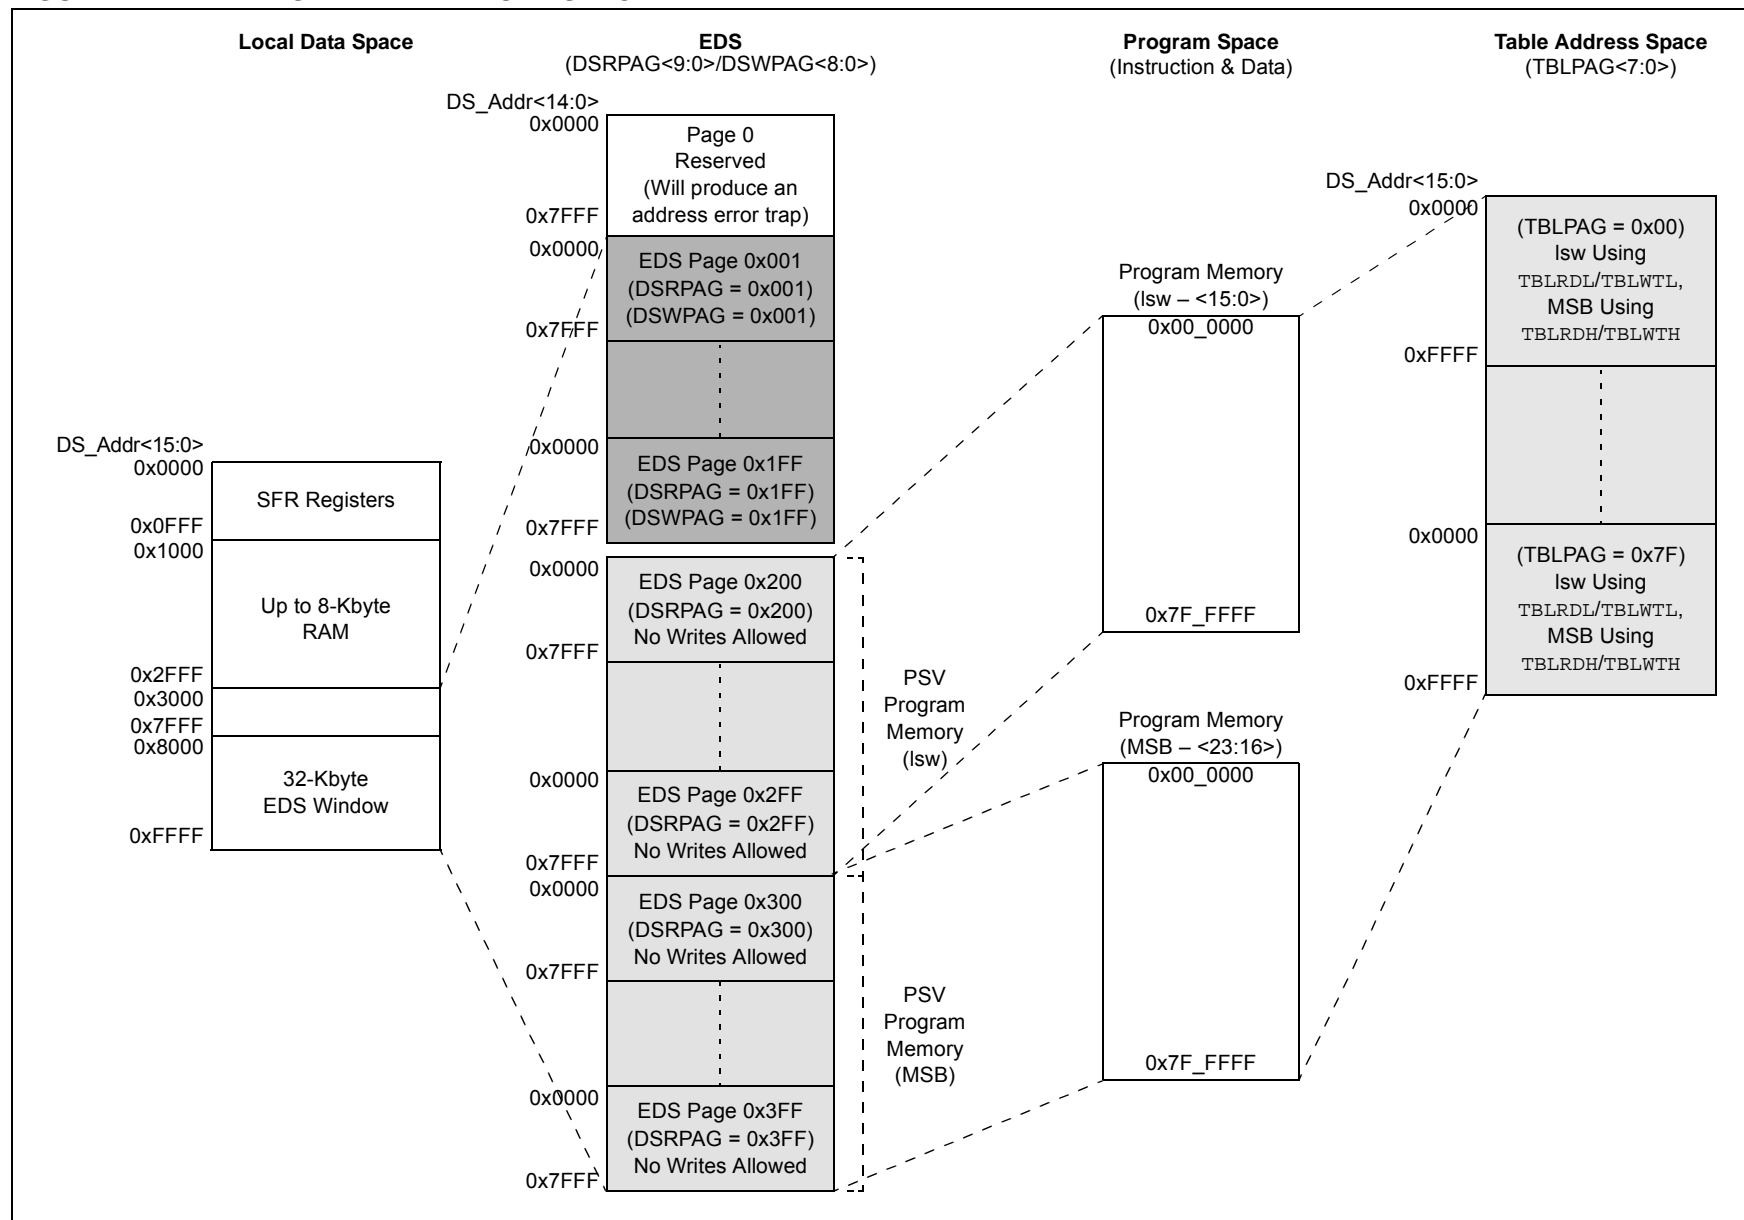 Local Data Space
DS_Addr<15:0>
0x0000
SFR Registers
0x0FFF
0x1000
Up to 8-Kbyte
RAM
0x2FFF
0x3000
0x7FFF
0x8000
32-Kbyte
EDS Window
0xFFFF
EDS
(DSRPAG<9:0>/DSWPAG<8:0>)
DS_Addr<14:0>
0x0000
Page 0
Reserved
(Will produce an
address error trap)
0x7FFF
0x0000
EDS Page 0x001
(DSRPAG = 0x001)
(DSWPAG = 0x001)
0x7FFF
0x0000
EDS Page 0x1FF
(DSRPAG = 0x1FF)
(DSWPAG = 0x1FF)
0x7FFF
0x0000
EDS Page 0x200
(DSRPAG = 0x200)
No Writes Allowed
0x7FFF
0x0000
EDS Page 0x2FF
(DSRPAG = 0x2FF)
No Writes Allowed
0x7FFF
0x0000
EDS Page 0x300
(DSRPAG = 0x300)
No Writes Allowed
0x7FFF
0x0000
EDS Page 0x3FF
(DSRPAG = 0x3FF)
No Writes Allowed
0x7FFF
PSV
Program
Memory
(lsw)
PSV
Program
Memory
(MSB)
Program Space
(Instruction & Data)
Program Memory
(lsw – <15:0>)
0x00_0000
0x7F_FFFF
Program Memory
(MSB – <23:16>)
0x00_0000
0x7F_FFFF
Table Address Space
(TBLPAG<7:0>)
DS_Addr<15:0>
0x0000
(TBLPAG = 0x00)
lsw Using
TBLRDL/TBLWTL,
MSB Using
TBLRDH/TBLWTH
0xFFFF
0x0000
(TBLPAG = 0x7F)
lsw Using
TBLRDL/TBLWTL,
MSB Using
TBLRDH/TBLWTH
0xFFFF